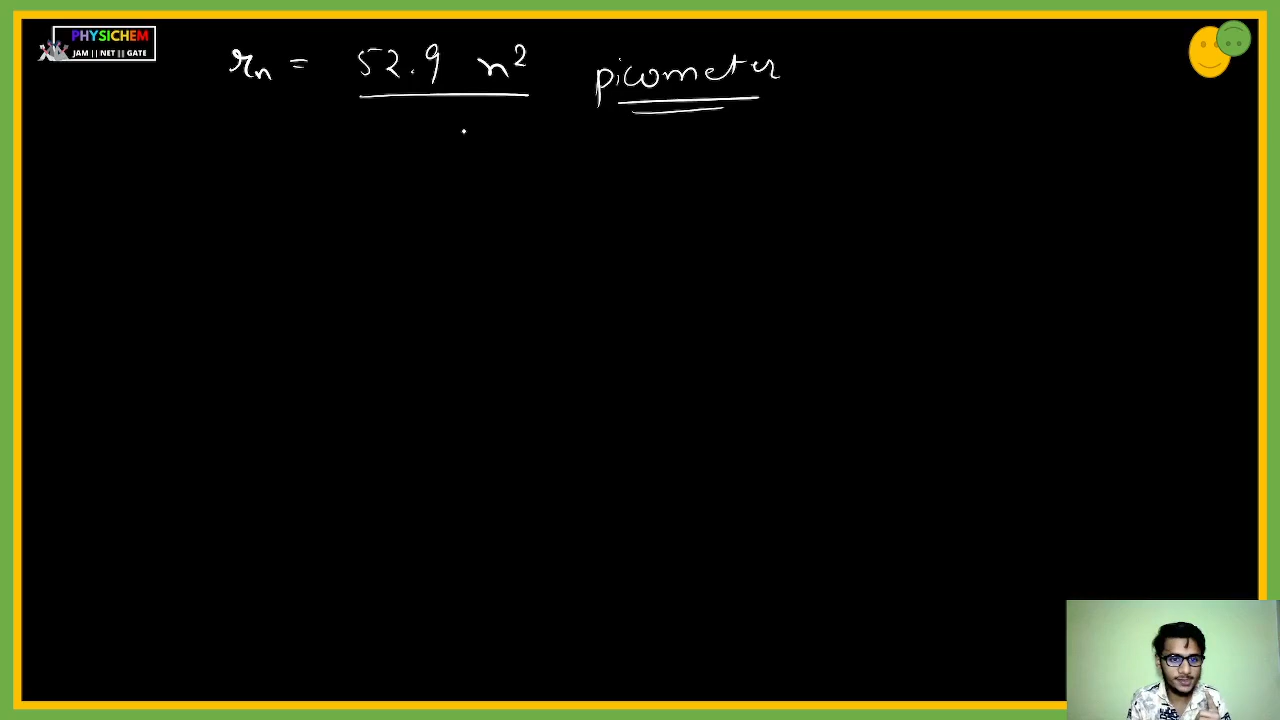 PHYSICHEM
JAM || NET || GATE
rₙ = 52.9 n² picometer